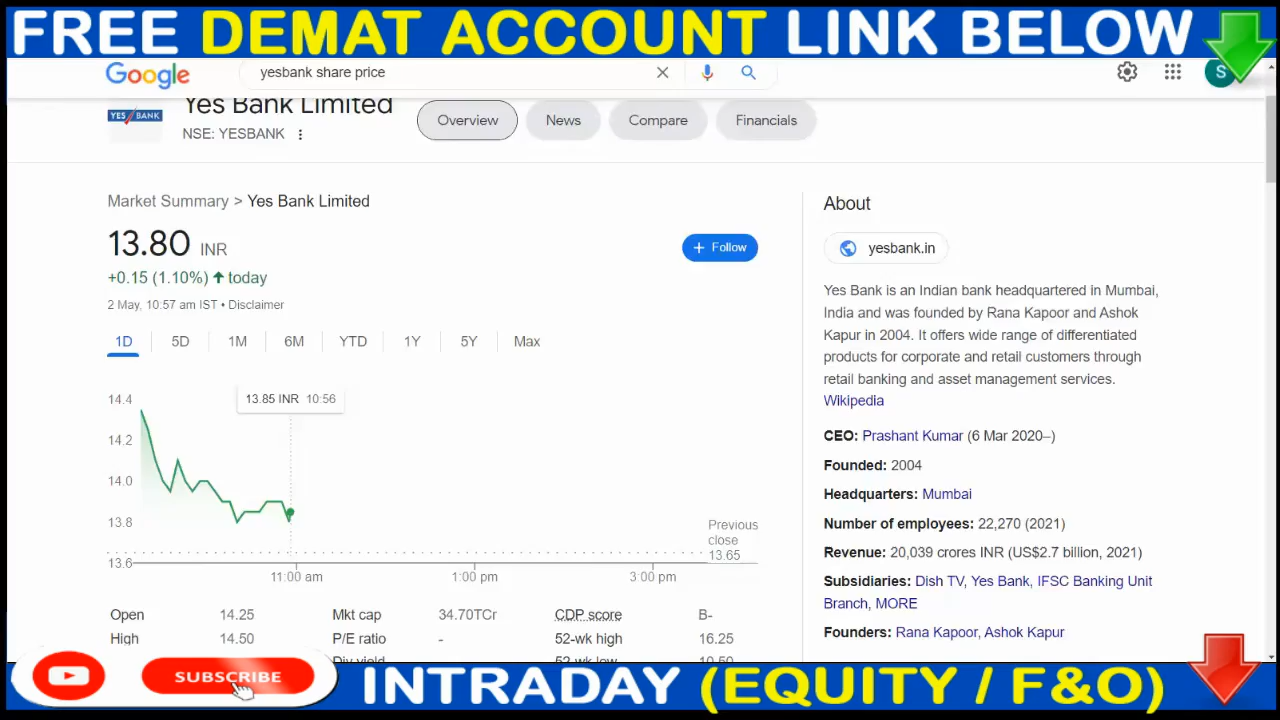 FREE DEMAT ACCOUNT LINK BELOW
Google
yesbank share price
S
YES BANK
Yes Bank Limited
NSE: YESBANK
Overview
News
Compare
Financials
Market Summary > Yes Bank Limited
13.80 INR
+ Follow
+0.15 (1.10%) ↑ today
2 May, 10:57 am IST • Disclaimer
1D 5D 1M 6M YTD 1Y 5Y Max
13.85 INR 10:56
14.4
14.2
14.0
13.8
13.6
Previous
close
13.65
11:00 am 1:00 pm 3:00 pm
Open 14.25 Mkt cap 34.70TCr CDP score B-
High 14.50 P/E ratio - 52-wk high 16.25
Div yield 52-wk low 10.50
About
yesbank.in
Yes Bank is an Indian bank headquartered in Mumbai,
India and was founded by Rana Kapoor and Ashok
Kapur in 2004. It offers wide range of differentiated
products for corporate and retail customers through
retail banking and asset management services.
Wikipedia
CEO: Prashant Kumar (6 Mar 2020–)
Founded: 2004
Headquarters: Mumbai
Number of employees: 22,270 (2021)
Revenue: 20,039 crores INR (US$2.7 billion, 2021)
Subsidiaries: Dish TV, Yes Bank, IFSC Banking Unit
Branch, MORE
Founders: Rana Kapoor, Ashok Kapur
SUBSCRIBE
INTRADAY (EQUITY / F&O)